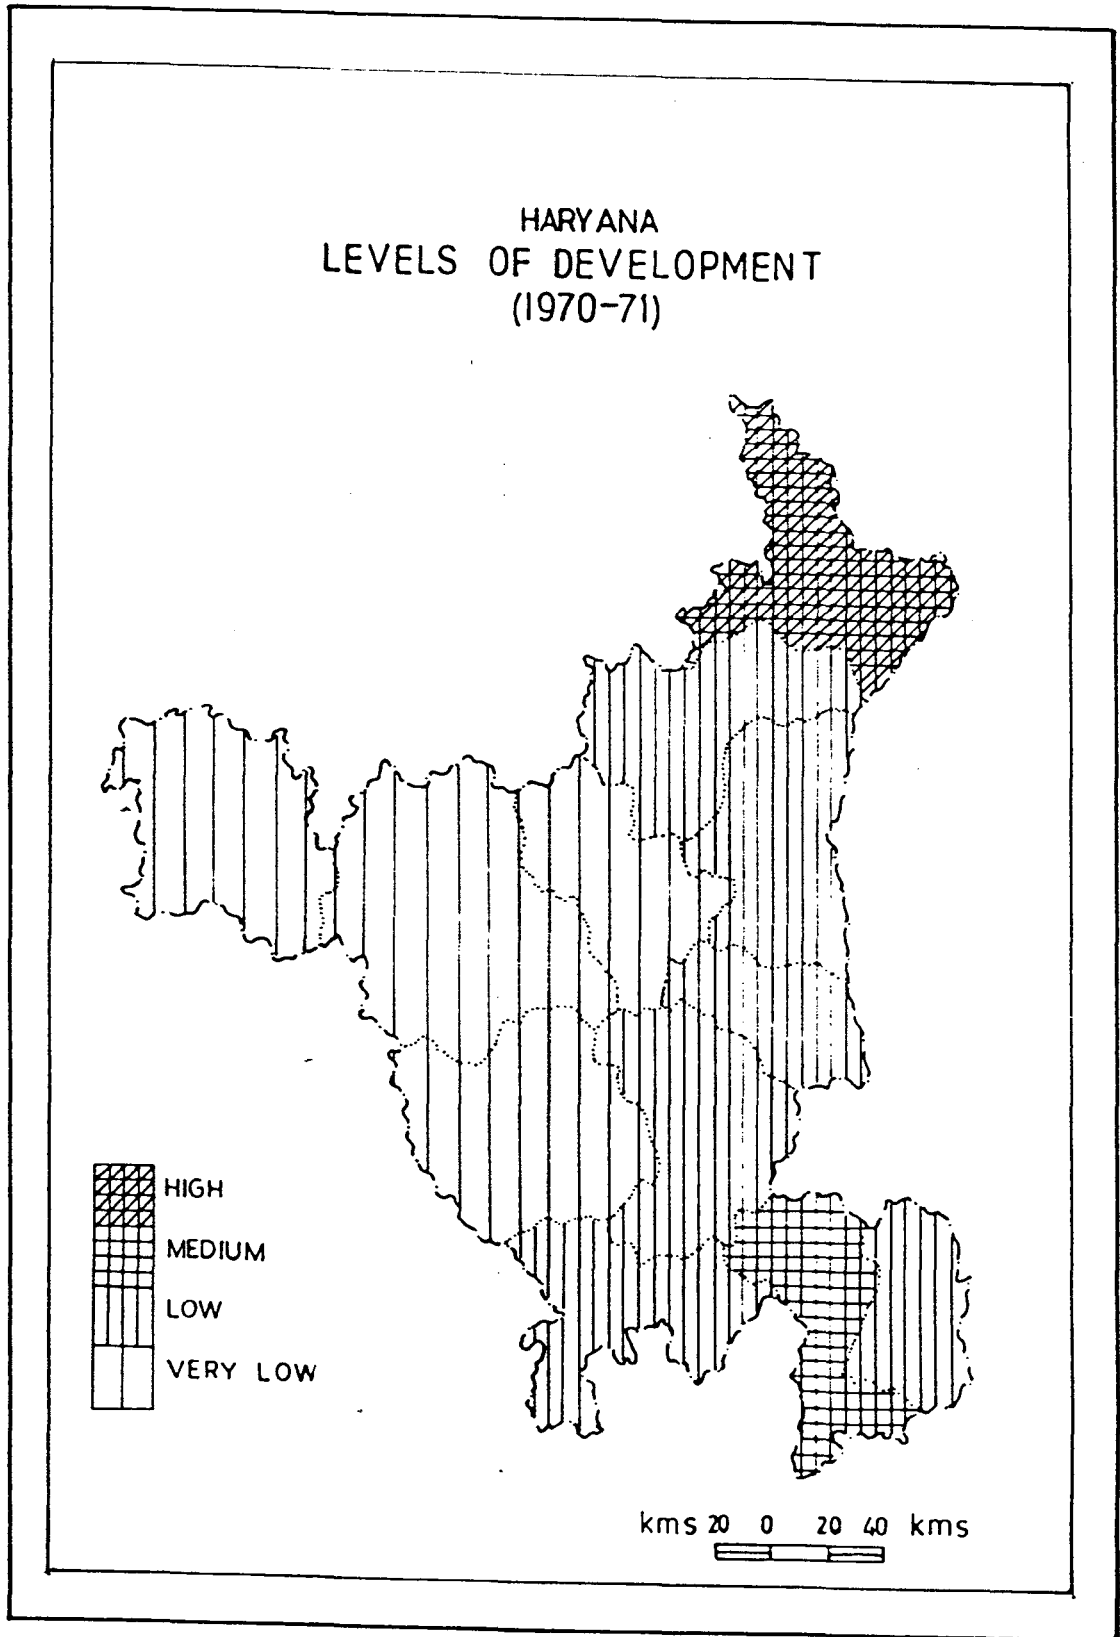 HARYANA
LEVELS OF DEVELOPMENT
(1970-71)
HIGH
MEDIUM
LOW
VERY LOW
kms 20 0 20 40 kms